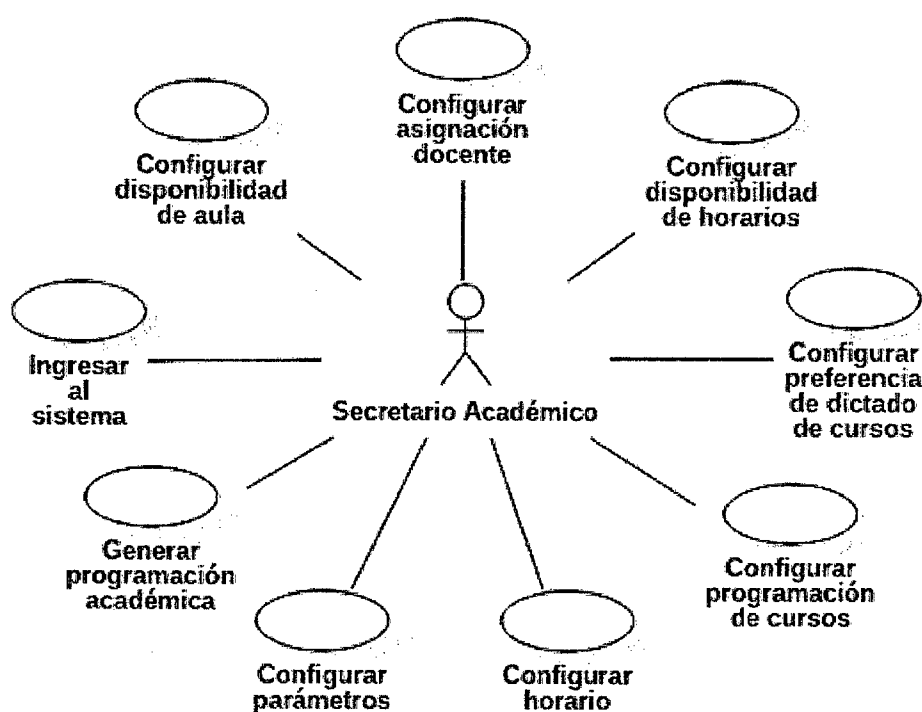 Configurar
asignación
docente
Configurar
disponibilidad
de aula
Configurar
disponibilidad
de horarios
Ingresar
al
sistema
Configurar
preferencia
de dictado
de cursos
Secretario Académico
Generar
programación
académica
Configurar
programación
de cursos
Configurar
parámetros
Configurar
horario